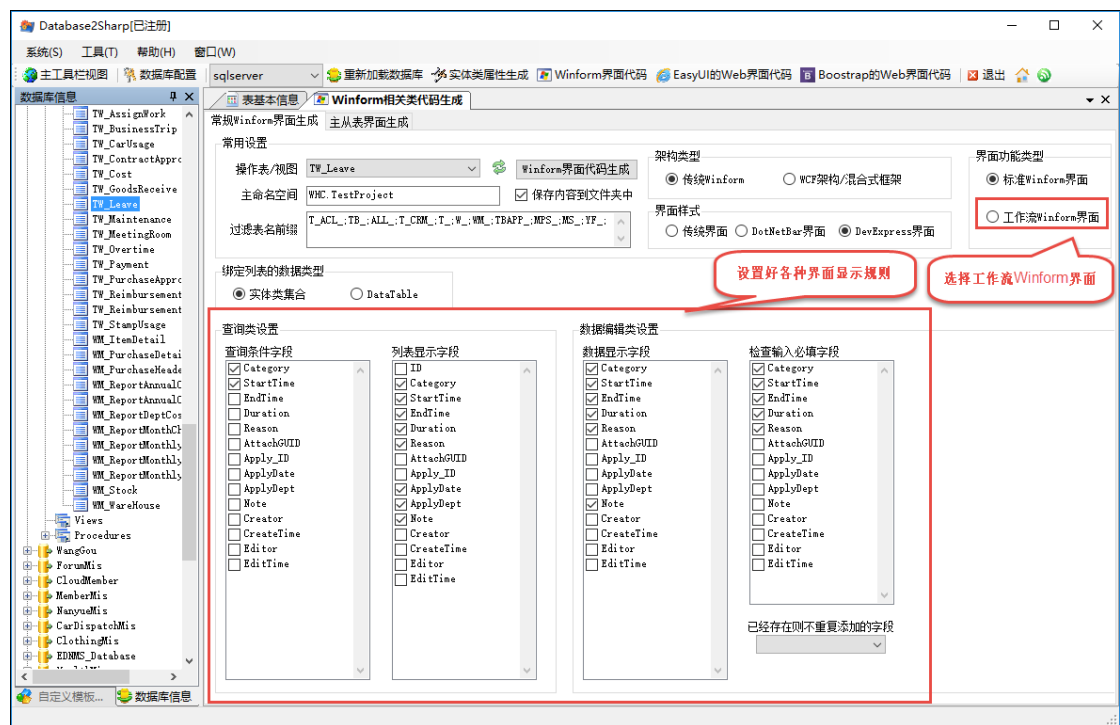 Database2Sharp[已注册]
系统(S) 工具(T) 帮助(H) 窗口(W)
主工具栏视图 数据库配置 sqlserver 重新加载数据库 实体类属性生成 Winform界面代码 EasyUI的Web界面代码 Boostrap的Web界面代码 退出
数据库信息
TW_AssignWork
TW_BusinessTrip
TW_CarUsage
TW_ContractAppro
TW_Cost
TW_GoodsReceive
TW_Leave
TW_Maintenance
TW_MeetingRoom
TW_Overtime
TW_Payment
TW_PurchaseAppro
TW_Reimbursement
TW_Reimbursement
TW_StampUsage
WM_ItemDetail
WM_PurchaseDetai
WM_PurchaseHeade
WM_ReportAnnualC
WM_ReportAnnualC
WM_ReportDeptCos
WM_ReportMonthCh
WM_ReportMonthly
WM_ReportMonthly
WM_ReportMonthly
WM_Stock
WM_WareHouse
Views
Procedures
WangGou
ForumMis
CloudMember
MemberMis
NanyueMis
CarDispatchMis
ClothingMis
EDNMS_Database
自定义模板... 数据库信息
表基本信息 Winform相关类代码生成
常规Winform界面生成 主从表界面生成
常用设置
操作表/视图 TW_Leave Winform界面代码生成
主命名空间 WHC.TestProject 保存内容到文件夹中
过滤表名前缀 T_ACL_;TB_;ALL_;T_CRM_;T_;W_;WM_;TBAPP_;MPS_;MS_;YF_;
架构类型
传统Winform WCF架构/混合式框架
界面样式
传统界面 DotNetBar界面 DevExpress界面
界面功能类型
标准Winform界面
工作流Winform界面
设置好各种界面显示规则
选择工作流Winform界面
绑定列表的数据类型
实体类集合 DataTable
查询类设置
查询条件字段
Category
StartTime
EndTime
Duration
Reason
AttachGUID
Apply_ID
ApplyDate
ApplyDept
Note
Creator
CreateTime
Editor
EditTime
列表显示字段
ID
Category
StartTime
EndTime
Duration
Reason
AttachGUID
Apply_ID
ApplyDate
ApplyDept
Note
Creator
CreateTime
Editor
EditTime
数据编辑类设置
数据显示字段
Category
StartTime
EndTime
Duration
Reason
AttachGUID
Apply_ID
ApplyDate
ApplyDept
Note
Creator
CreateTime
Editor
EditTime
检查输入必填字段
Category
StartTime
EndTime
Duration
Reason
AttachGUID
Apply_ID
ApplyDate
ApplyDept
Note
Creator
CreateTime
Editor
EditTime
已经存在则不重复添加的字段